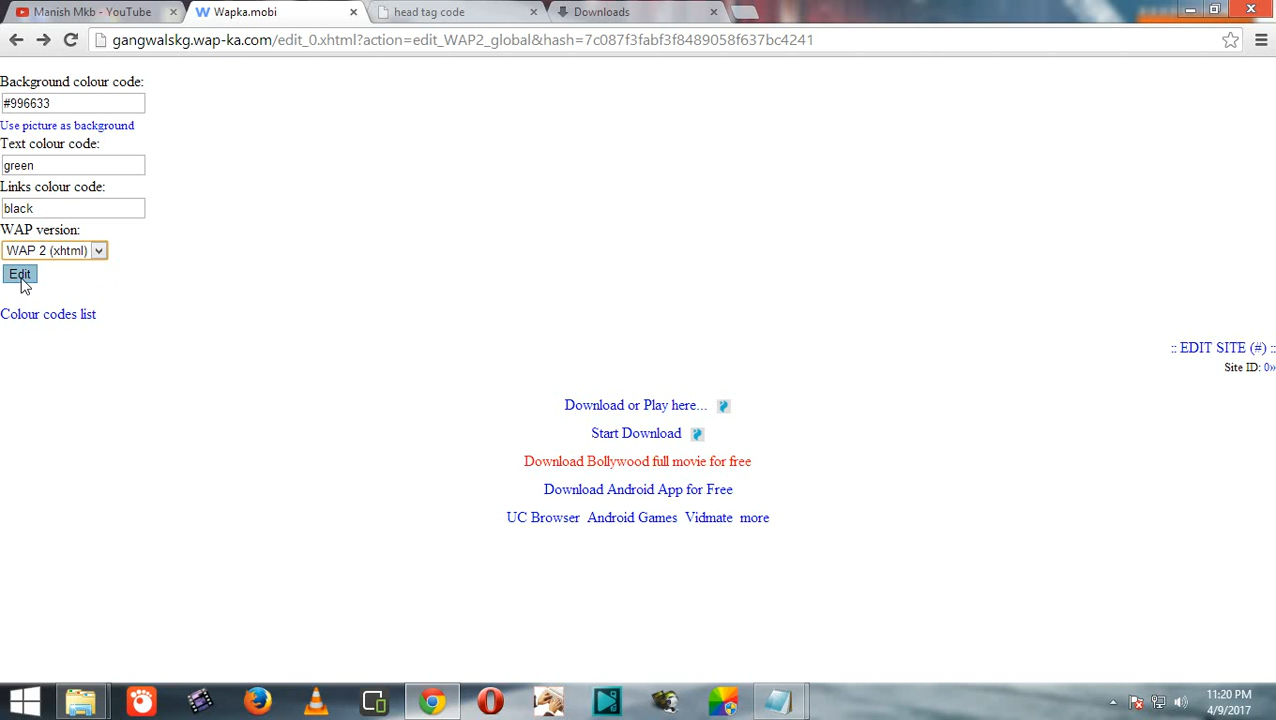 Manish Mkb - YouTube
Wapka.mobi
head tag code
Downloads
gangwalskg.wap-ka.com/edit_0.xhtml?action=edit_WAP2_global&hash=7c087f3fabf3f8489058f637bc4241
Background colour code:
#996633
Use picture as background
Text colour code:
green
Links colour code:
black
WAP version:
WAP 2 (xhtml)
Edit
Colour codes list
:: EDIT SITE (#) ::
Site ID: 0»
Download or Play here...
Start Download
Download Bollywood full movie for free
Download Android App for Free
UC Browser Android Games Vidmate more
11:20 PM
4/9/2017